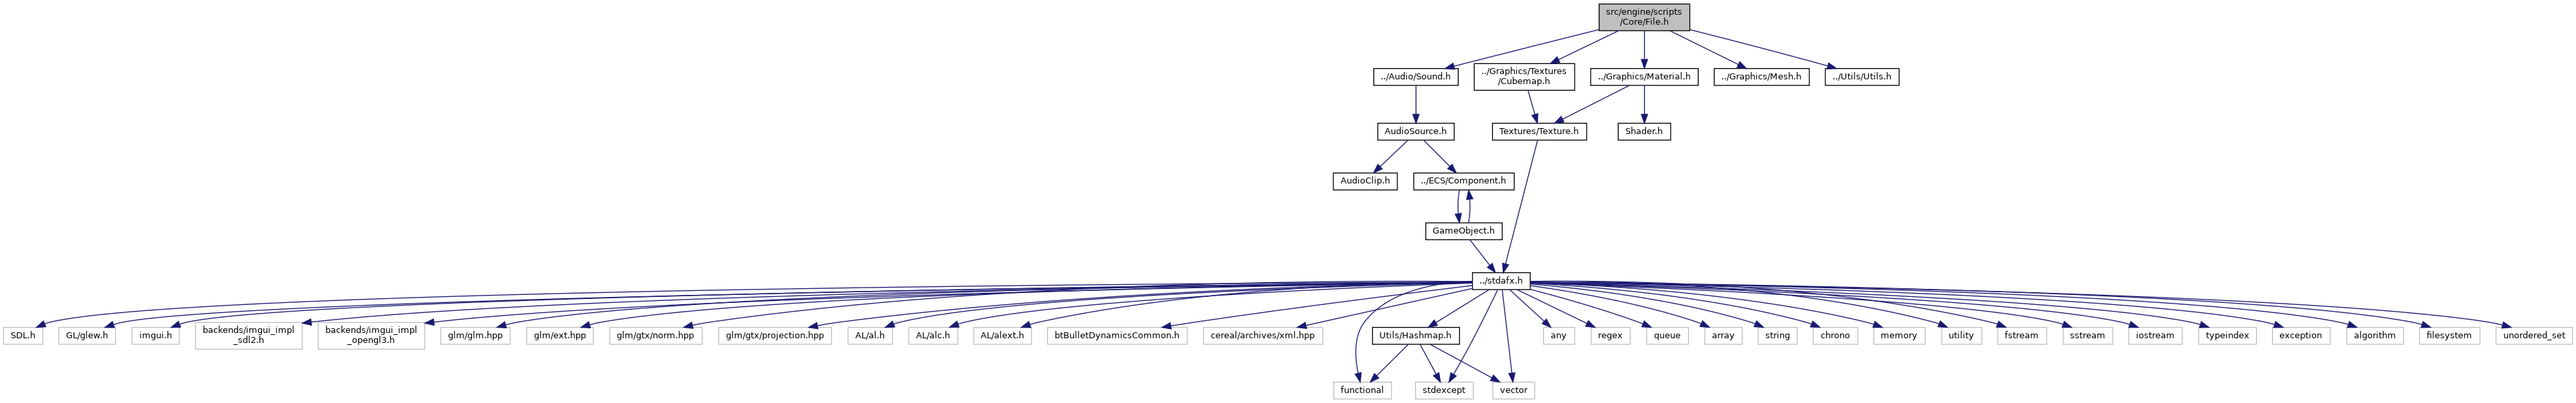 src/engine/scripts
/Core/File.h
../Audio/Sound.h
../Graphics/Textures
/Cubemap.h
../Graphics/Material.h
../Graphics/Mesh.h
../Utils/Utils.h
AudioSource.h
Textures/Texture.h
Shader.h
AudioClip.h
../ECS/Component.h
GameObject.h
../stdafx.h
SDL.h
GL/glew.h
imgui.h
backends/imgui_impl
_sdl2.h
backends/imgui_impl
_opengl3.h
glm/glm.hpp
glm/ext.hpp
glm/gtx/norm.hpp
glm/gtx/projection.hpp
AL/al.h
AL/alc.h
AL/alext.h
btBulletDynamicsCommon.h
cereal/archives/xml.hpp
Utils/Hashmap.h
any
regex
queue
array
string
chrono
memory
utility
fstream
sstream
iostream
typeindex
exception
algorithm
filesystem
unordered_set
functional
stdexcept
vector